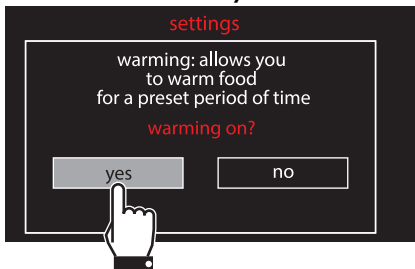 settings
warming: allows you
to warm food
for a preset period of time
warming on?
yes
no